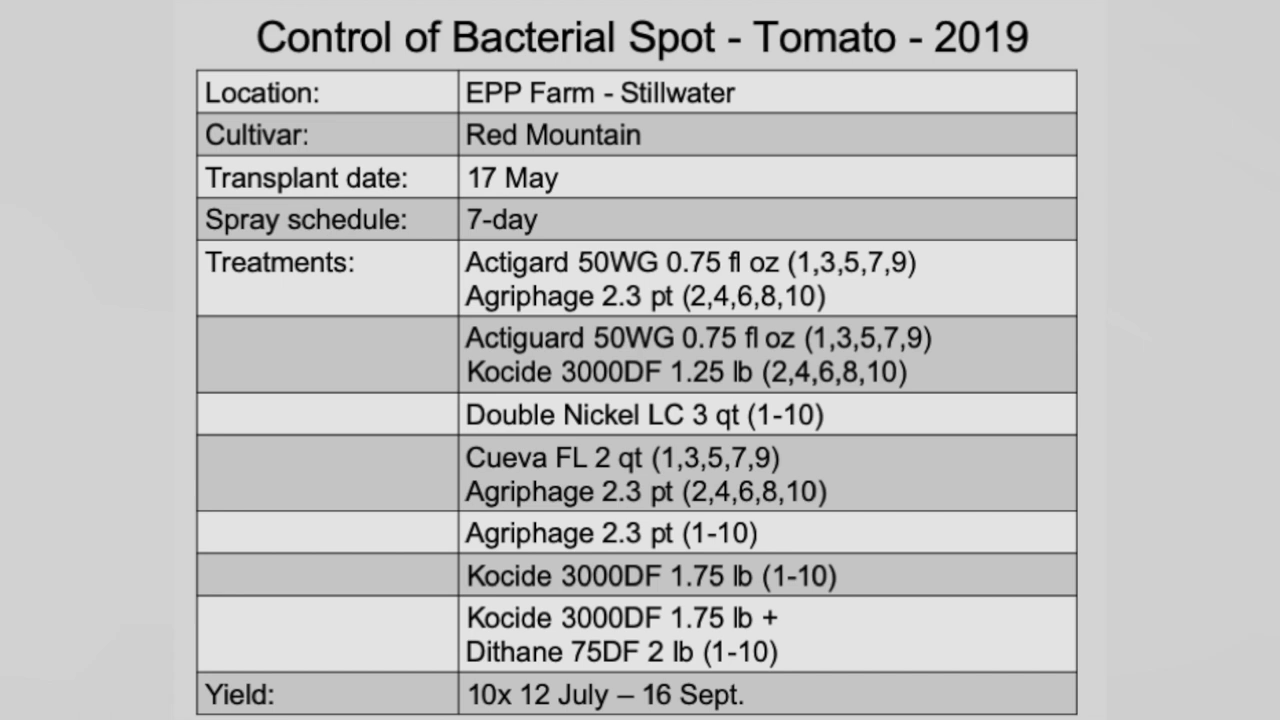 Control of Bacterial Spot - Tomato - 2019
Location: EPP Farm - Stillwater
Cultivar: Red Mountain
Transplant date: 17 May
Spray schedule: 7-day
Treatments: Actigard 50WG 0.75 fl oz (1,3,5,7,9)
Agriphage 2.3 pt (2,4,6,8,10)
Actiguard 50WG 0.75 fl oz (1,3,5,7,9)
Kocide 3000DF 1.25 lb (2,4,6,8,10)
Double Nickel LC 3 qt (1-10)
Cueva FL 2 qt (1,3,5,7,9)
Agriphage 2.3 pt (2,4,6,8,10)
Agriphage 2.3 pt (1-10)
Kocide 3000DF 1.75 lb (1-10)
Kocide 3000DF 1.75 lb +
Dithane 75DF 2 lb (1-10)
Yield: 10x 12 July – 16 Sept.